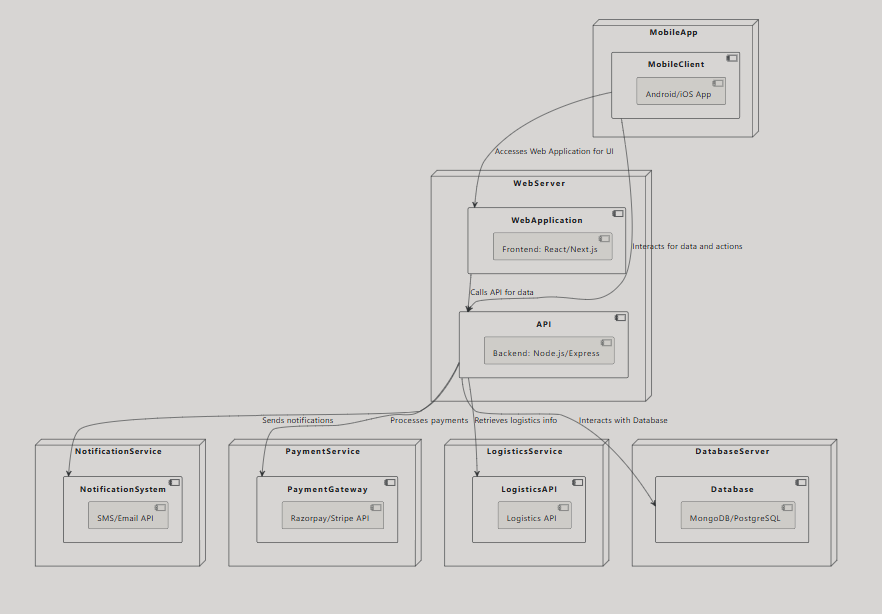 MobileApp
MobileClient
Android/iOS App
Accesses Web Application for UI
WebServer
WebApplication
Frontend: React/Next.js
Interacts for data and actions
Calls API for data
API
Backend: Node.js/Express
Sends notifications
Processes payments
Retrieves logistics info
Interacts with Database
NotificationService
PaymentService
LogisticsService
DatabaseServer
NotificationSystem
PaymentGateway
LogisticsAPI
Database
SMS/Email API
Razorpay/Stripe API
Logistics API
MongoDB/PostgreSQL